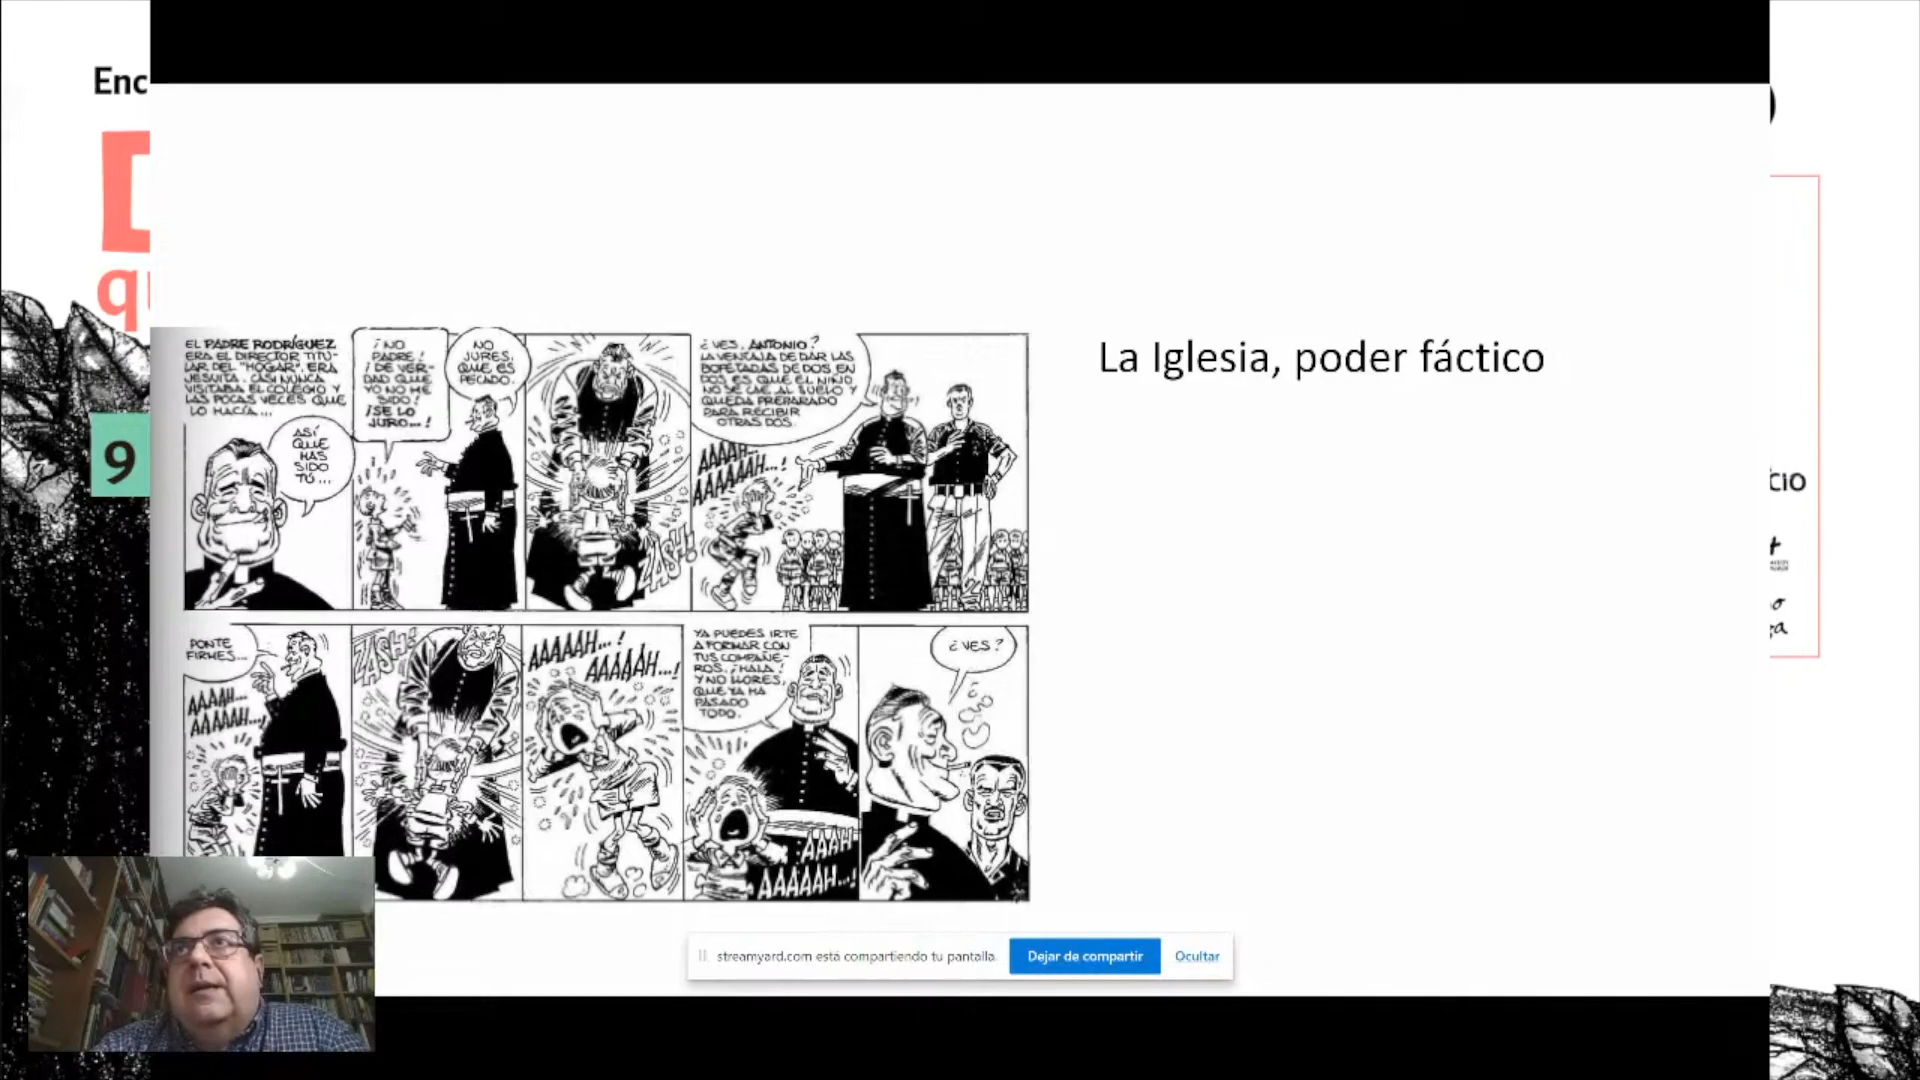 Enc
qu
9
La Iglesia, poder fáctico
EL PADRE RODRÍGUEZ
ERA EL DIRECTOR TITU-
LAR DEL "HOGAR". ERA
JESUITA. CASI NUNCA
VISITABA EL COLEGIO Y
LAS POCAS VECES QUE
LO HACÍA...
ASÍ
QUE
HAS
SIDO
TÚ...
¡NO
PADRE!
¡DE VER-
DAD QUE
YO NO HE
SIDO!
¡SE LO
JURO...!
NO
JURES,
QUE ES
PECADO.
ZASH!
¿VES, ANTONIO?
LA VENTAJA DE DAR LAS
BOFETADAS DE DOS EN
DOS ES QUE EL NIÑO
NO SE CAE AL SUELO Y
QUEDA PREPARADO
PARA RECIBIR
OTRAS DOS.
AAAAH...!
AAAAAAH...!
PONTE
FIRMES...
AAAAH...
AAAAAH...!
ZASH!
AAAAAH...!
AAAAAH...!
YA PUEDES IRTE
A FORMAR CON
TUS COMPAÑE-
ROS. ¡HALA!
Y NO LLORES,
QUE YA HA
PASADO
TODO.
AAAH
AAAAAH...!
¿VES?
cio
streamyard.com está compartiendo tu pantalla.
Dejar de compartir
Ocultar